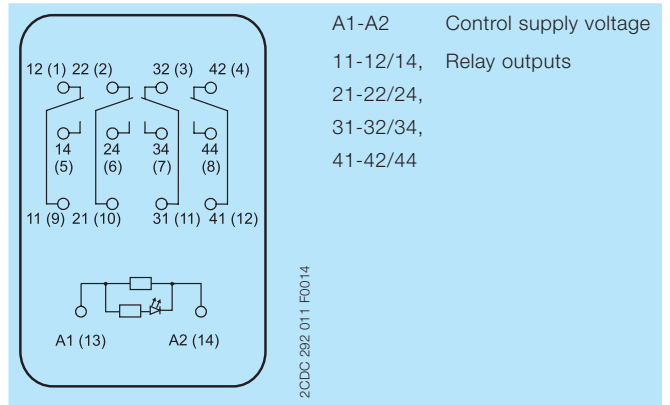 12 (1) 22 (2) 32 (3) 42 (4)
14 24 34 44
(5) (6) (7) (8)
11 (9) 21 (10) 31 (11) 41 (12)
A1 (13) A2 (14)
2CDC 292 011 F0014
A1-A2 Control supply voltage
11-12/14, Relay outputs
21-22/24,
31-32/34,
41-42/44